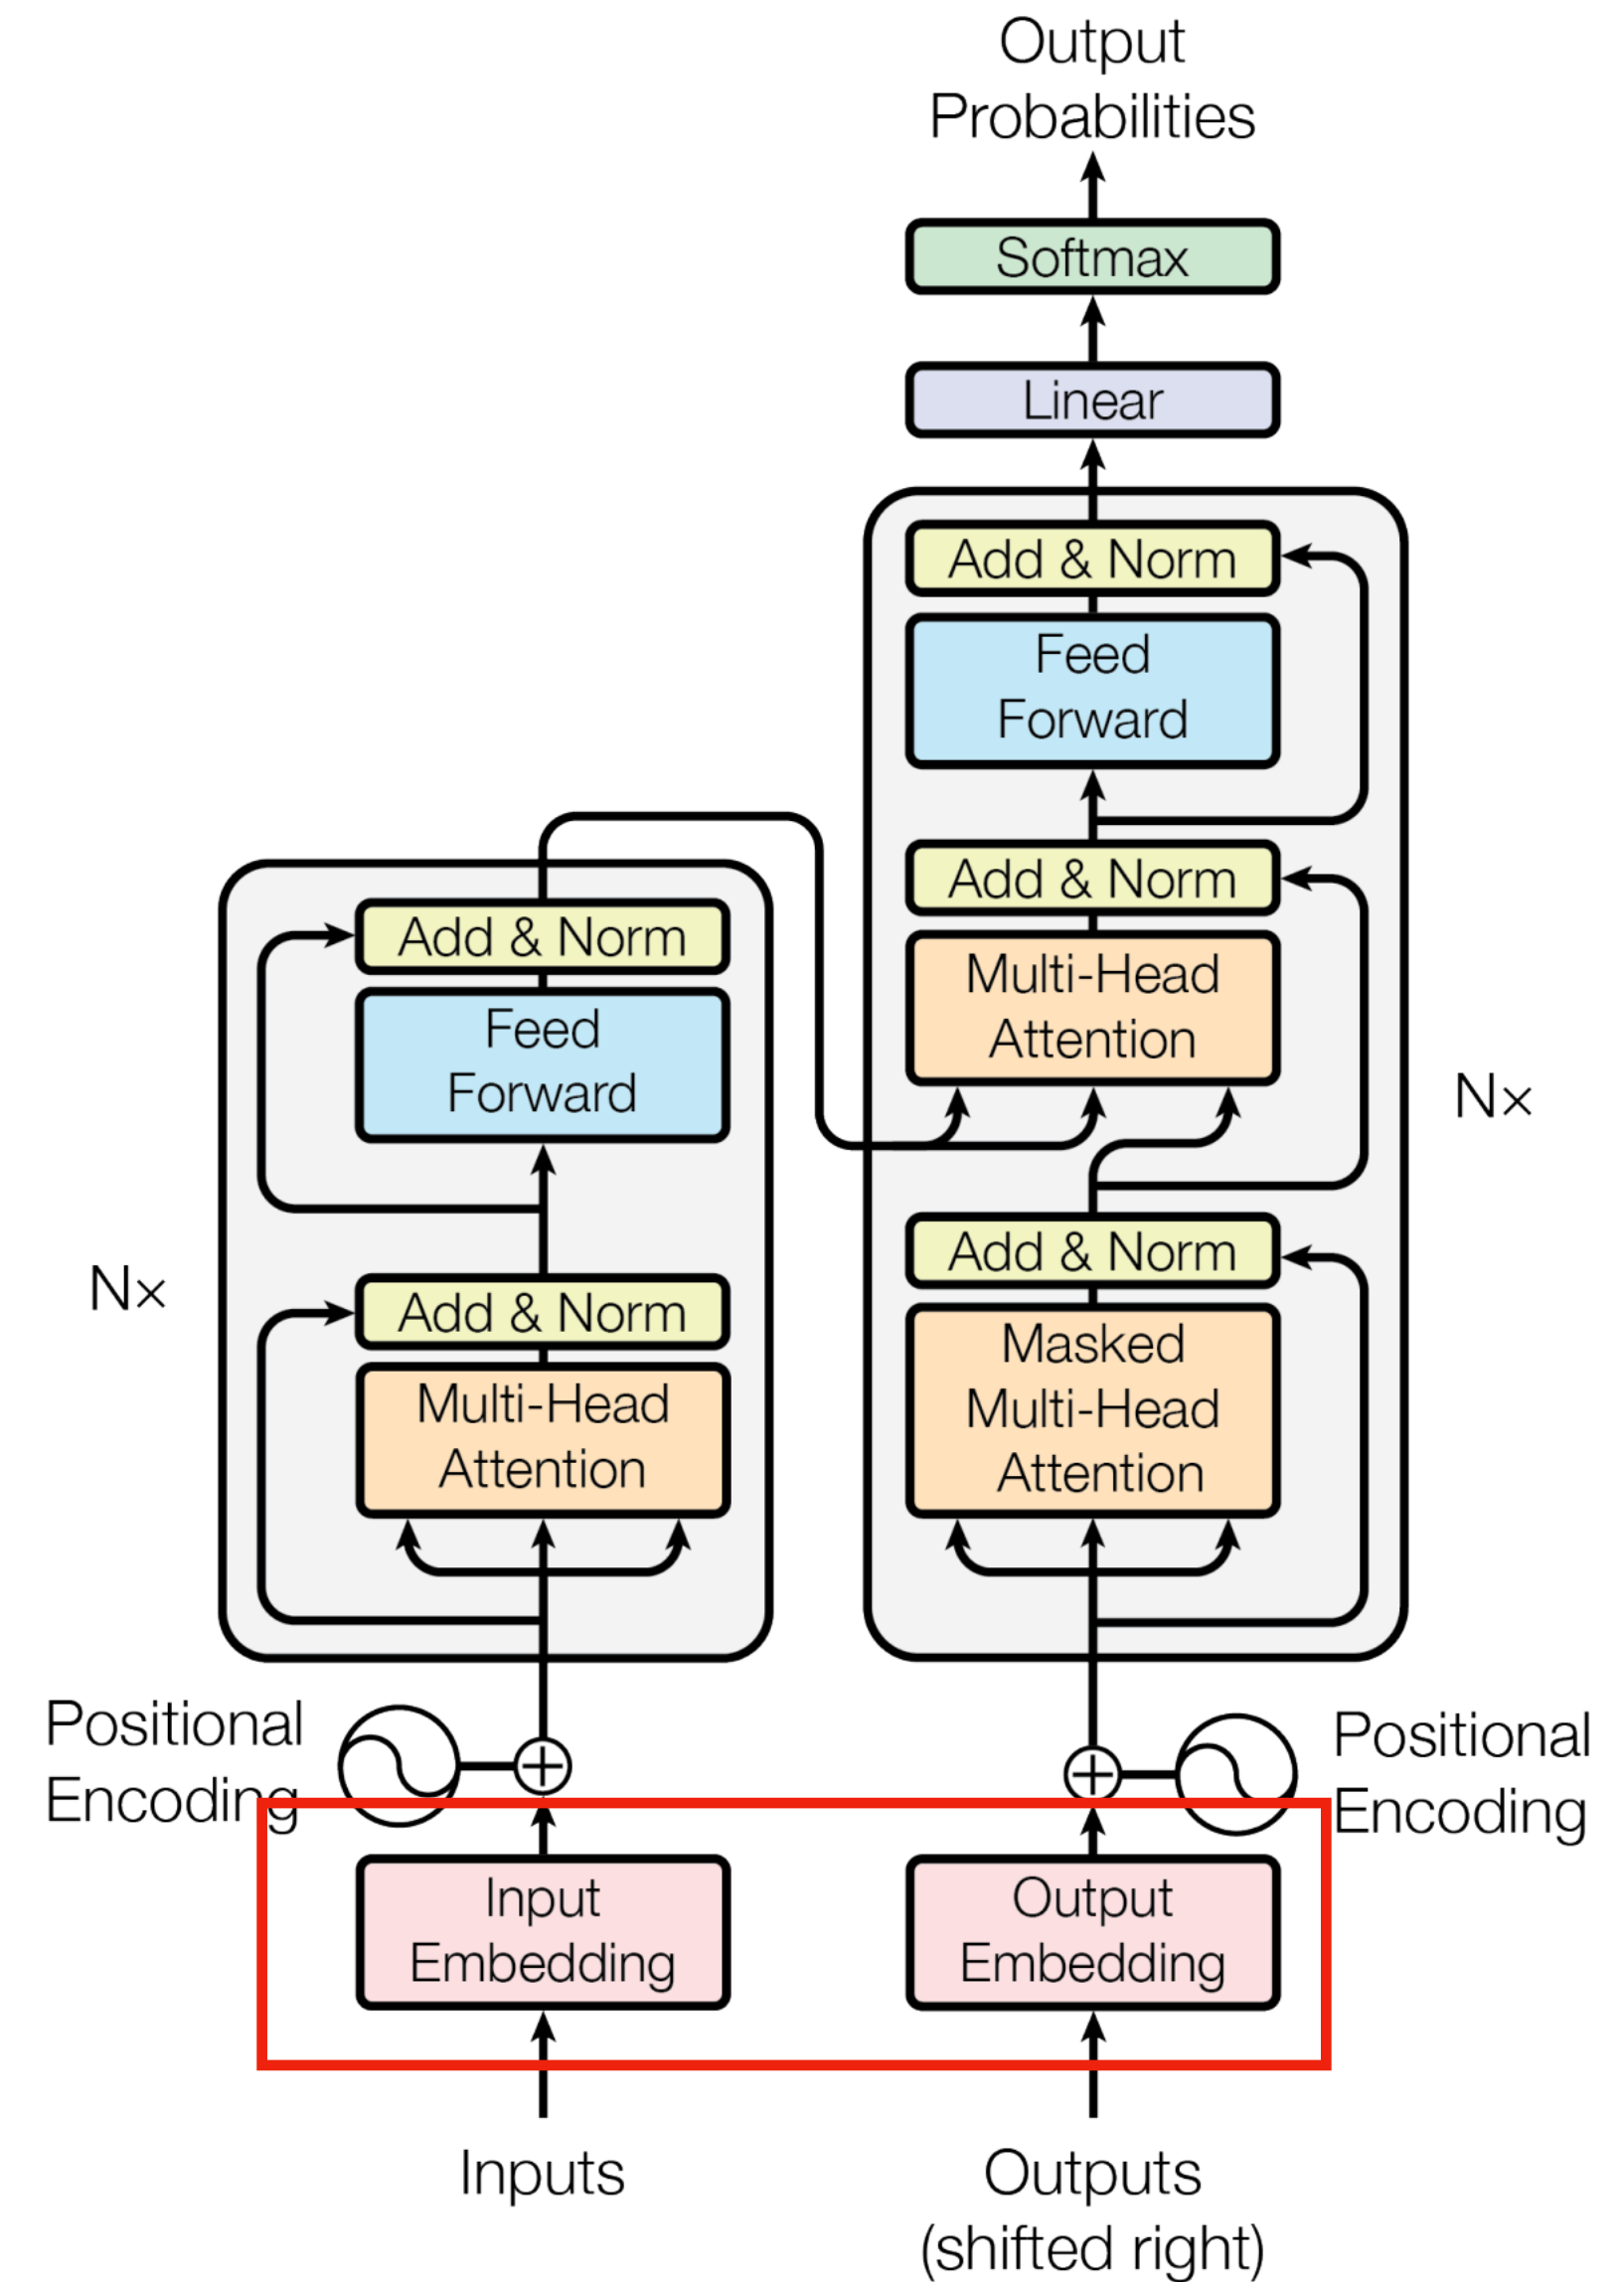 Output
Probabilities
Softmax
Linear
Add & Norm
Feed
Forward
Add & Norm
Multi-Head
Attention
Add & Norm
Masked
Multi-Head
Attention
N×
Add & Norm
Feed
Forward
Add & Norm
Multi-Head
Attention
N×
Positional
Encoding
Positional
Encoding
Input
Embedding
Output
Embedding
Inputs
Outputs
(shifted right)